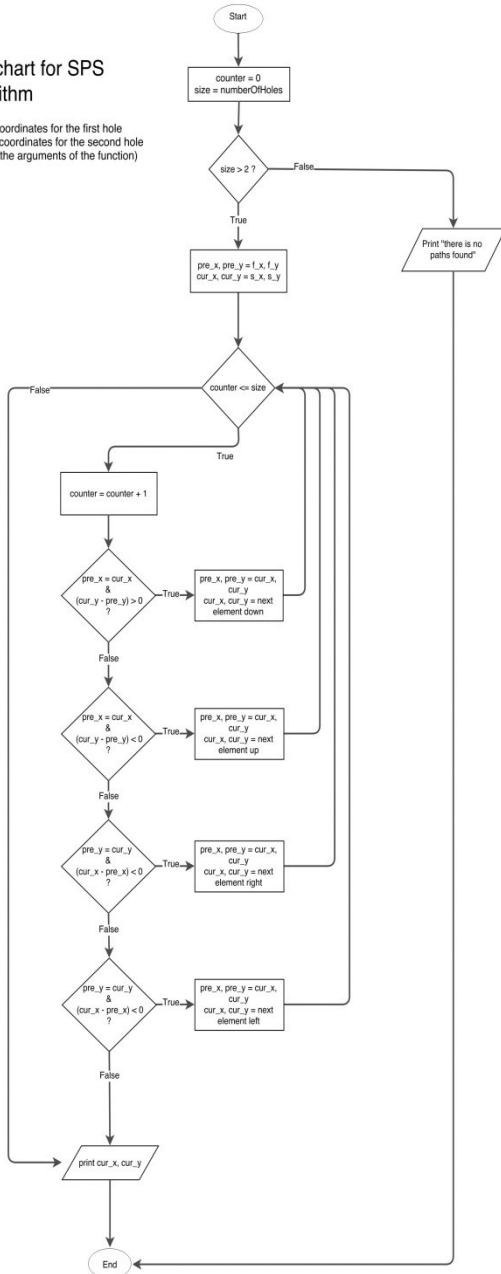 Start
chart for SPS
counter = 0
size = numberOfHoles
coordinates for the first hole
coordinates for the second hole
the arguments of the function)
size > 2 ?
False
True
Print "there is no
paths found"
pre_x, pre_y = f_x, f_y
cur_x, cur_y = s_x, s_y
counter <= size
False
True
counter = counter + 1
pre_x = cur_x
&
(cur_y - pre_y) > 0
?
True
pre_x, pre_y = cur_x,
cur_y
cur_x, cur_y = next
element down
False
pre_x = cur_x
&
(cur_y - pre_y) < 0
?
True
pre_x, pre_y = cur_x,
cur_y
cur_x, cur_y = next
element up
False
pre_y = cur_y
&
(cur_x - pre_x) < 0
?
True
pre_x, pre_y = cur_x,
cur_y
cur_x, cur_y = next
element right
False
pre_y = cur_y
&
(cur_x - pre_x) < 0
?
True
pre_x, pre_y = cur_x,
cur_y
cur_x, cur_y = next
element left
False
print cur_x, cur_y
End